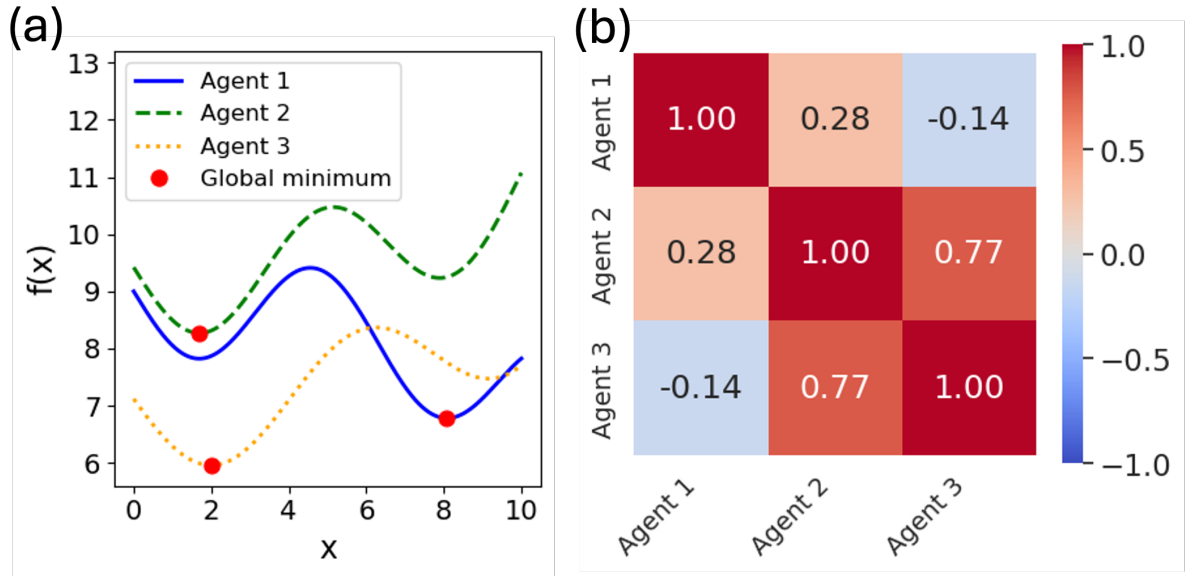 (a)
13
12
11
10
9
8
7
6
f(x)
Agent 1
Agent 2
Agent 3
Global minimum
0 2 4 6 8 10
x
(b)
Agent 1
Agent 2
Agent 3
1.00 0.28 -0.14
0.28 1.00 0.77
-0.14 0.77 1.00
Agent 1 Agent 2 Agent 3
1.0
0.5
0.0
−0.5
−1.0